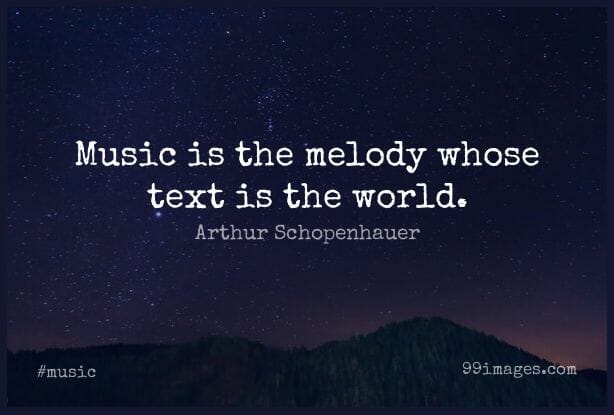 Music is the melody whose
text is the world.
Arthur Schopenhauer
#music
99images.com